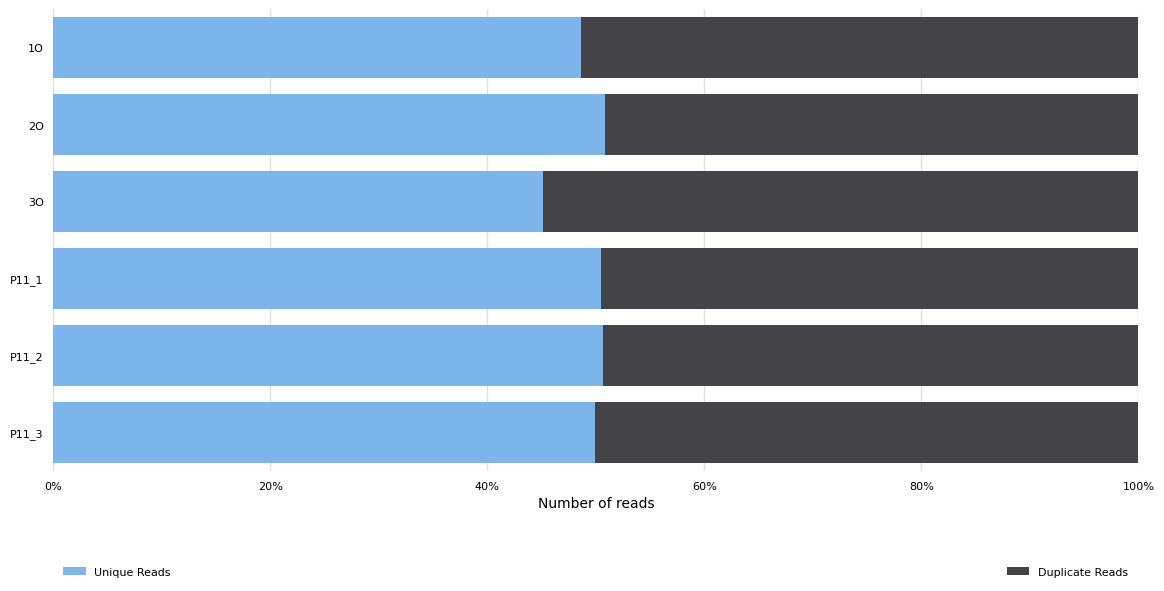 1O
2O
3O
P11_1
P11_2
P11_3
0% 20% 40% 60% 80% 100%
Number of reads
Unique Reads Duplicate Reads